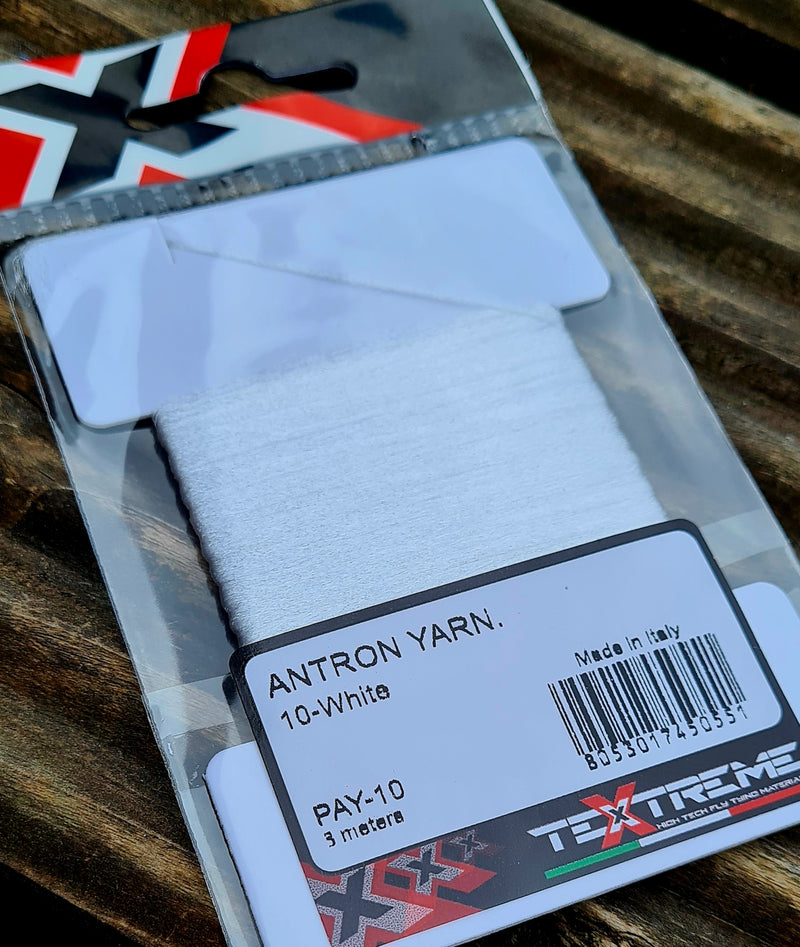 ANTRON YARN.
10-White
Made in Italy
8053017450551
PAY-10
3 meters
TEXTREME
HIGH TECH FLY TYING MATERIAL